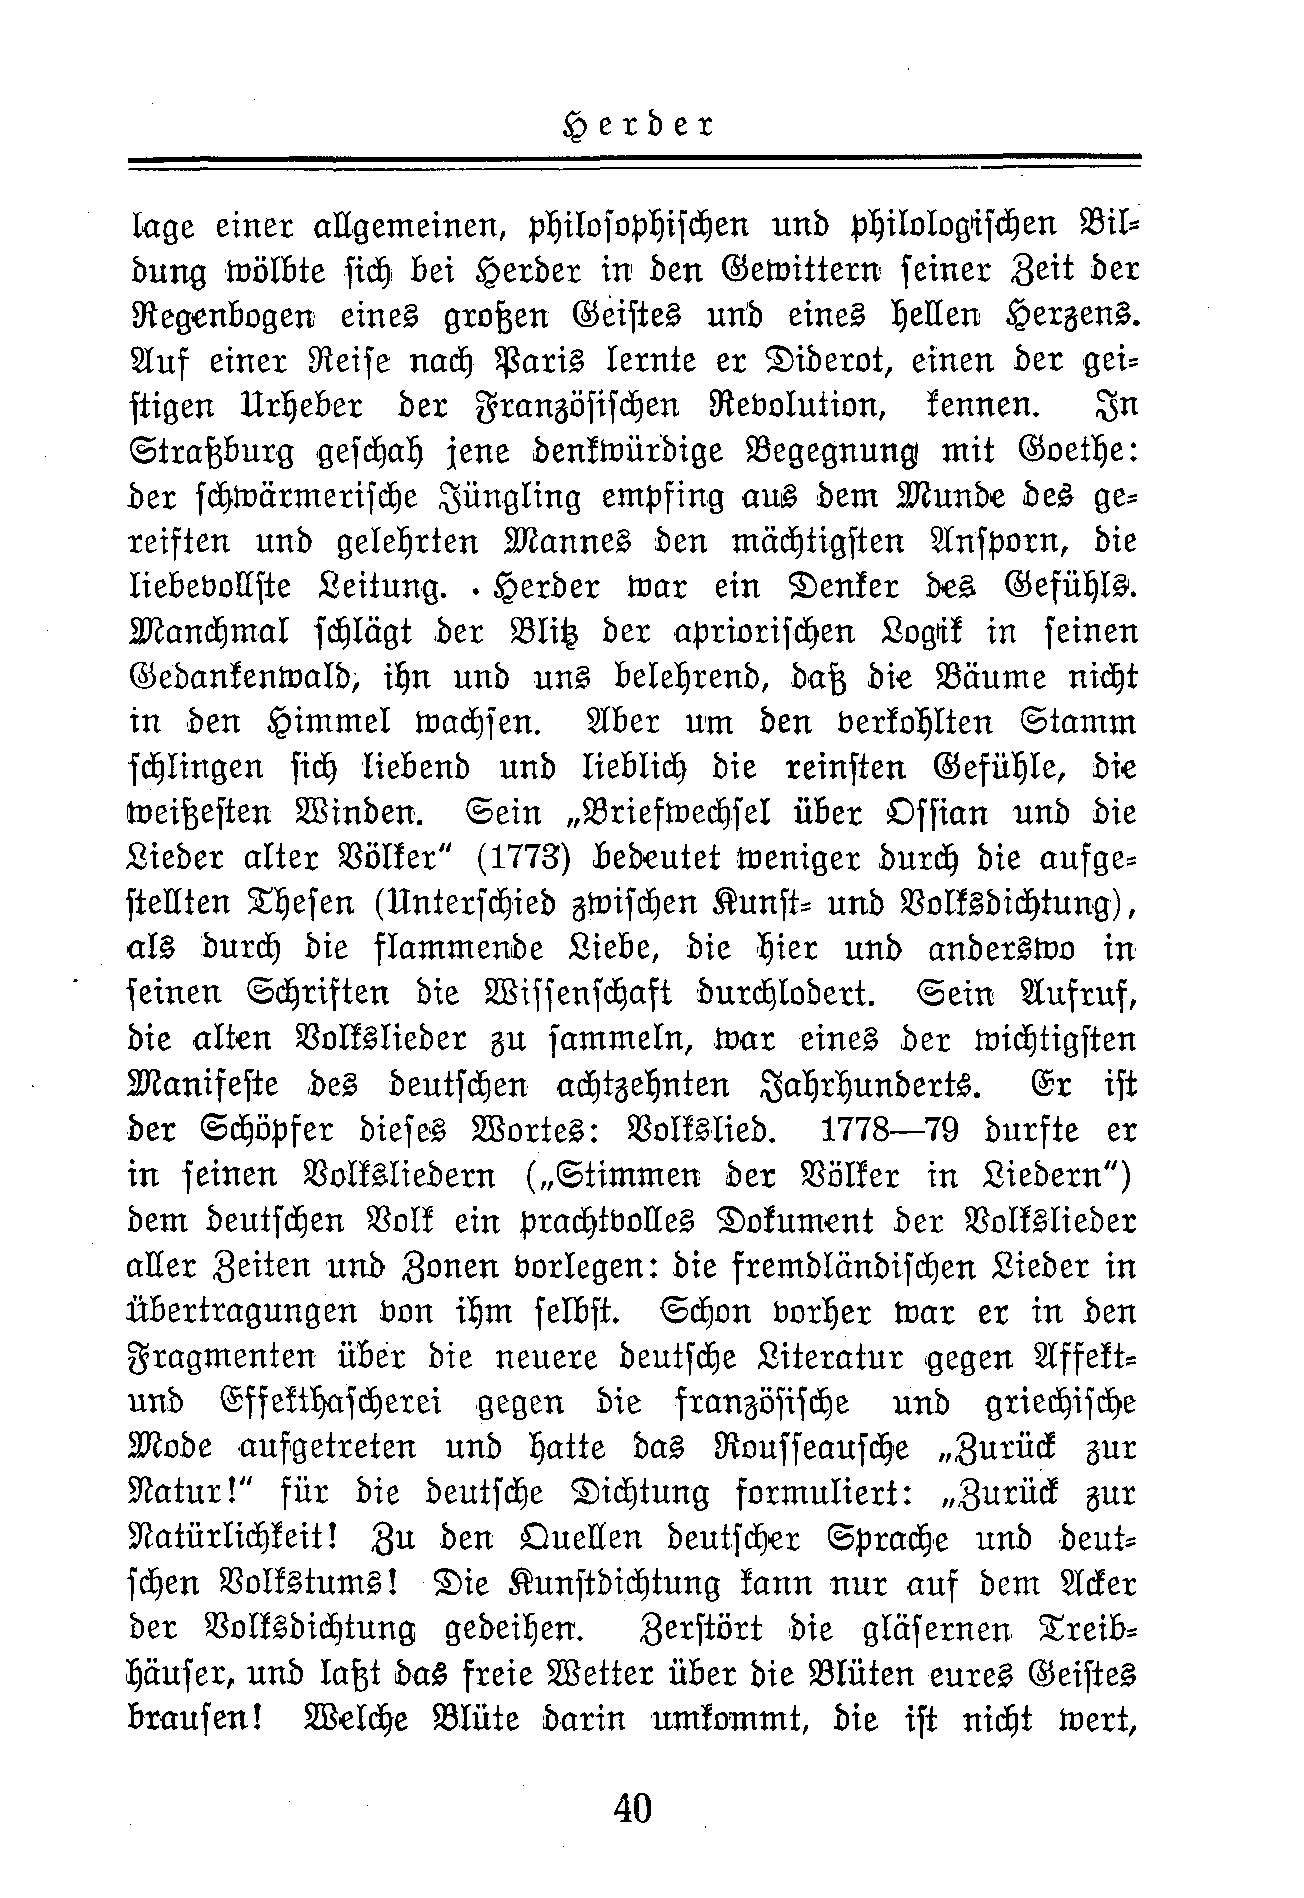 Herder
lage einer allgemeinen, philosophischen und philologischen Bil=
dung wölbte sich bei Herder in den Gewittern seiner Zeit der
Regenbogen eines großen Geistes und eines hellen Herzens.
Auf einer Reise nach Paris lernte er Diderot, einen der gei=
stigen Urheber der Französischen Revolution, kennen. In
Straßburg geschah jene denkwürdige Begegnung mit Goethe:
der schwärmerische Jüngling empfing aus dem Munde des ge=
reiften und gelehrten Mannes den mächtigsten Ansporn, die
liebevollste Leitung. Herder war ein Denker des Gefühls.
Manchmal schlägt der Blitz der apriorischen Logik in seinen
Gedankenwald, ihn und uns belehrend, daß die Bäume nicht
in den Himmel wachsen. Aber um den verkohlten Stamm
schlingen sich liebend und lieblich die reinsten Gefühle, die
weißesten Winden. Sein „Briefwechsel über Ossian und die
Lieder alter Völker“ (1773) bedeutet weniger durch die aufge=
stellten Thesen (Unterschied zwischen Kunst= und Volksdichtung),
als durch die flammende Liebe, die hier und anderswo in
seinen Schriften die Wissenschaft durchlodert. Sein Aufruf,
die alten Volkslieder zu sammeln, war eines der wichtigsten
Manifeste des deutschen achtzehnten Jahrhunderts. Er ist
der Schöpfer dieses Wortes: Volkslied. 1778—79 durfte er
in seinen Volksliedern („Stimmen der Völker in Liedern“)
dem deutschen Volk ein prachtvolles Dokument der Volkslieder
aller Zeiten und Zonen vorlegen: die fremdländischen Lieder in
Übertragungen von ihm selbst. Schon vorher war er in den
Fragmenten über die neuere deutsche Literatur gegen Affekt=
und Effekthascherei gegen die französische und griechische
Mode aufgetreten und hatte das Rousseausche „Zurück zur
Natur!“ für die deutsche Dichtung formuliert: „Zurück zur
Natürlichkeit! Zu den Quellen deutscher Sprache und deut=
schen Volkstums! Die Kunstdichtung kann nur auf dem Acker
der Volksdichtung gedeihen. Zerstört die gläsernen Treib=
häuser, und laßt das freie Wetter über die Blüten eures Geistes
brausen! Welche Blüte darin umkommt, die ist nicht wert,
40